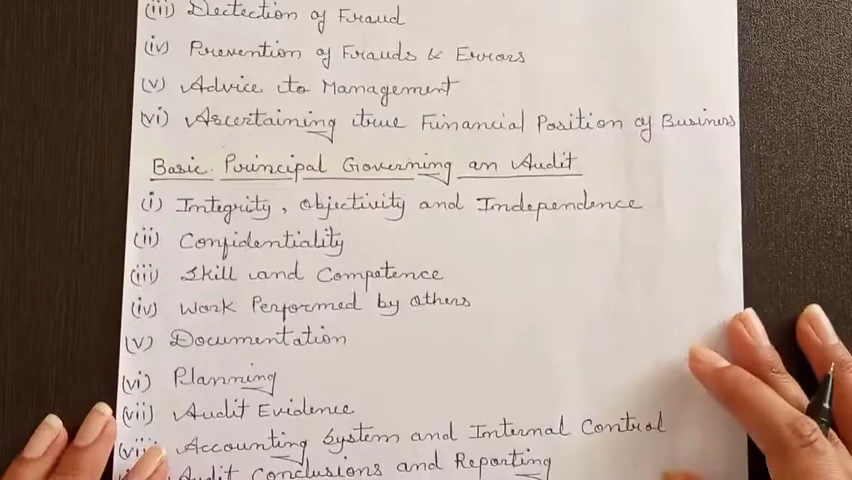 (iii) Dectection of Fraud
(iv) Prevention of Frauds & Errors
(v) Advice to Management
(vi) Ascertaining true Financial Position of Business
Basic Principal Governing an Audit
(i) Integrity, Objectivity and Independence
(ii) Confidentiality
(iii) Skill and Competence
(iv) Work Performed by Others
(v) Documentation
(vi) Planning
(vii) Audit Evidence
(viii) Accounting System and Internal Control
Audit Conclusions and Reporting